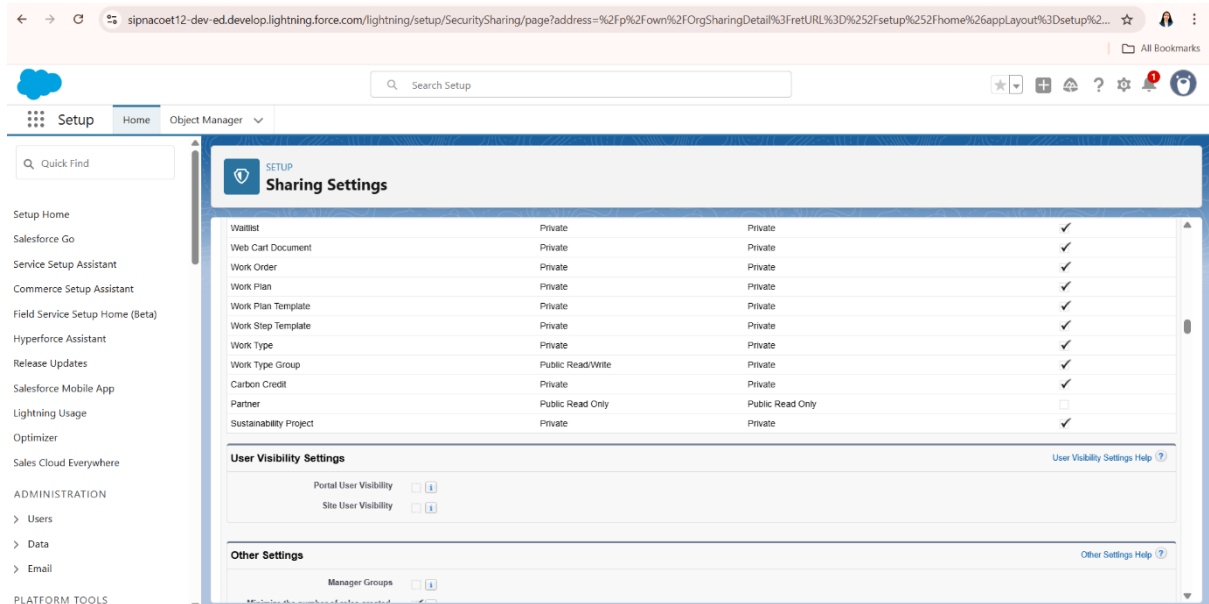 sipnacoet12-dev-ed.develop.lightning.force.com/lightning/setup/SecuritySharing/page?address=%2Fp%2Fown%2FOrgSharingDetail%3FretURL%3D%252Fsetup%252Fhome%26appLayout%3Dsetup%2...
All Bookmarks
Search Setup
1
Setup Home Object Manager
Quick Find
Setup Home
Salesforce Go
Service Setup Assistant
Commerce Setup Assistant
Field Service Setup Home (Beta)
Hyperforce Assistant
Release Updates
Salesforce Mobile App
Lightning Usage
Optimizer
Sales Cloud Everywhere
ADMINISTRATION
Users
Data
Email
PLATFORM TOOLS
SETUP
Sharing Settings
Waitlist Private Private
Web Cart Document Private Private
Work Order Private Private
Work Plan Private Private
Work Plan Template Private Private
Work Step Template Private Private
Work Type Private Private
Work Type Group Public Read/Write Private
Carbon Credit Private Private
Partner Public Read Only Public Read Only
Sustainability Project Private Private
User Visibility Settings User Visibility Settings Help ?
Portal User Visibility i
Site User Visibility i
Other Settings Other Settings Help ?
Manager Groups i
Minimize the number of roles created